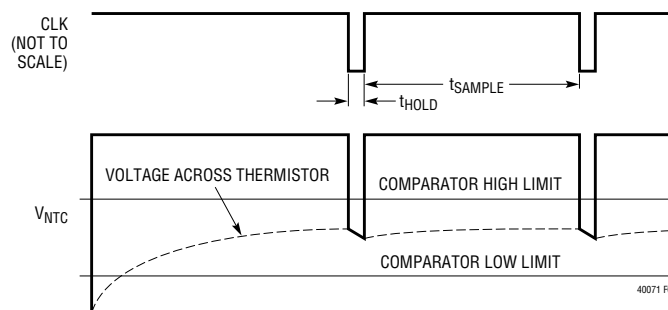 CLK
(NOT TO
SCALE)
tSAMPLE
tHOLD
VOLTAGE ACROSS THERMISTOR
COMPARATOR HIGH LIMIT
VNTC
COMPARATOR LOW LIMIT
40071 F